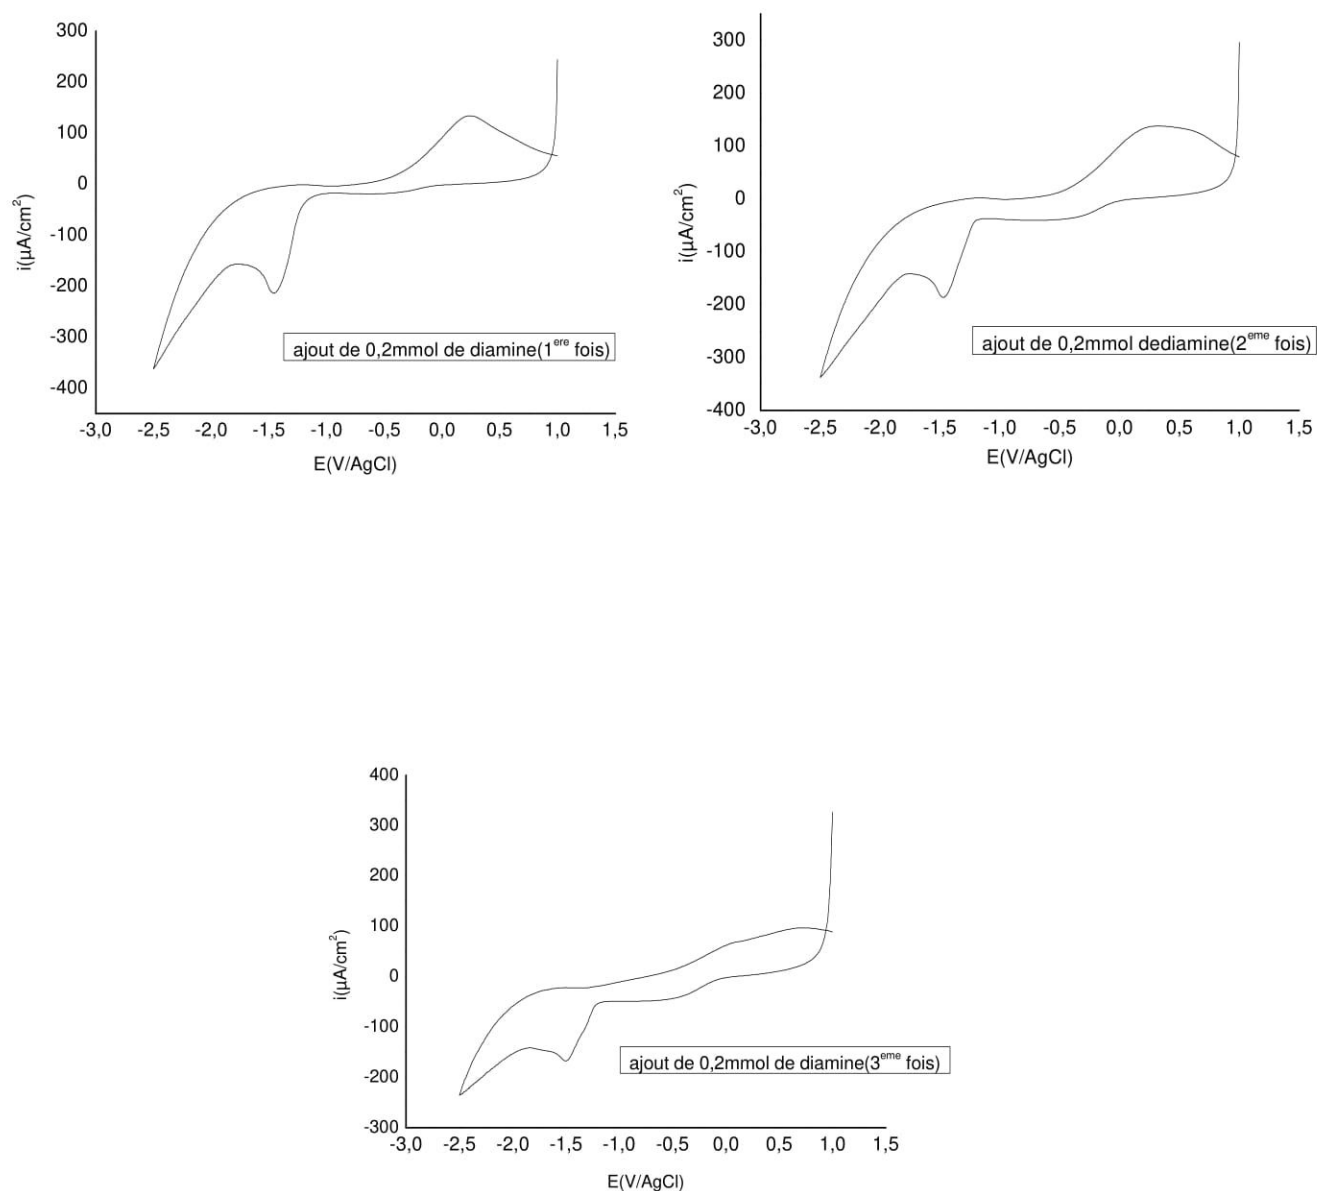 300
200
100
0
-100
-200
-300
-400
i(µA/cm²)
ajout de 0,2mmol de diamine(1ere fois)
-3,0 -2,5 -2,0 -1,5 -1,0 -0,5 0,0 0,5 1,0 1,5
E(V/AgCl)
300
200
100
0
-100
-200
-300
-400
i(µA/cm²)
ajout de 0,2mmol dediamine(2eme fois)
-3,0 -2,5 -2,0 -1,5 -1,0 -0,5 0,0 0,5 1,0 1,5
E(V/AgCl)
400
300
200
100
0
-100
-200
-300
i(µA/cm²)
ajout de 0,2mmol de diamine(3eme fois)
-3,0 -2,5 -2,0 -1,5 -1,0 -0,5 0,0 0,5 1,0 1,5
E(V/AgCl)